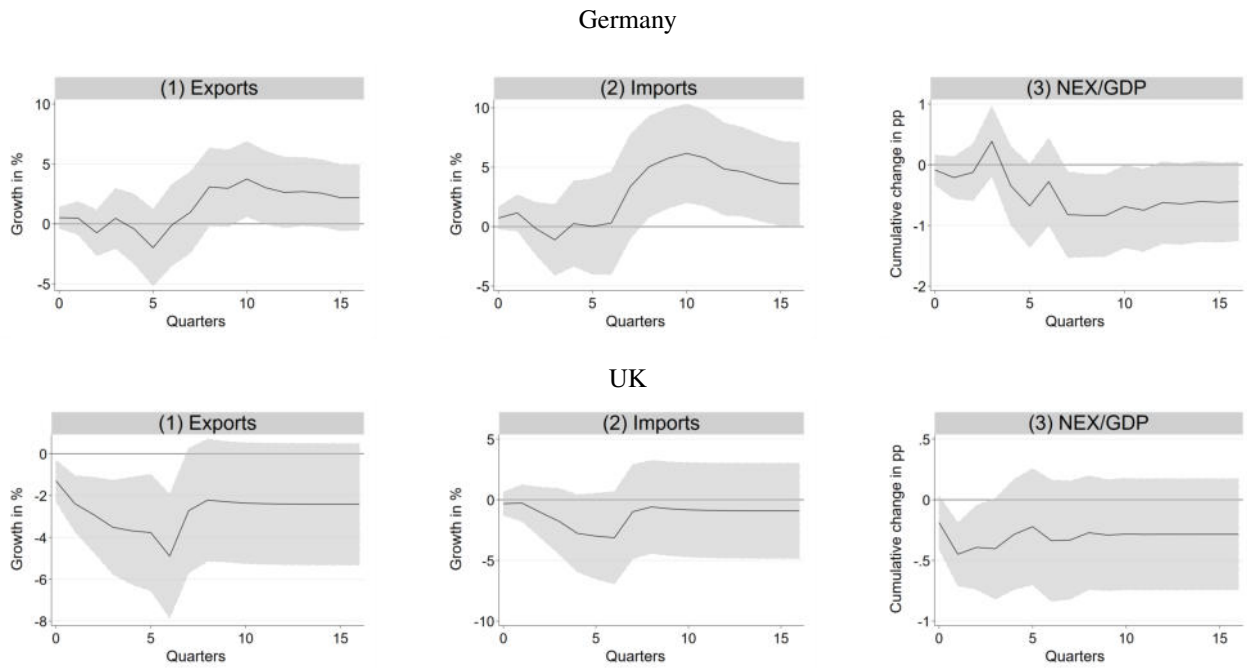 Germany
(1) Exports
Growth in %
10
5
0
-5
0 5 10 15
Quarters
(2) Imports
Growth in %
10
5
0
-5
0 5 10 15
Quarters
(3) NEX/GDP
Cumulative change in pp
1
0
-1
-2
0 5 10 15
Quarters
UK
(1) Exports
Growth in %
0
-2
-4
-6
-8
0 5 10 15
Quarters
(2) Imports
Growth in %
5
0
-5
-10
0 5 10 15
Quarters
(3) NEX/GDP
Cumulative change in pp
.5
0
-.5
-1
0 5 10 15
Quarters